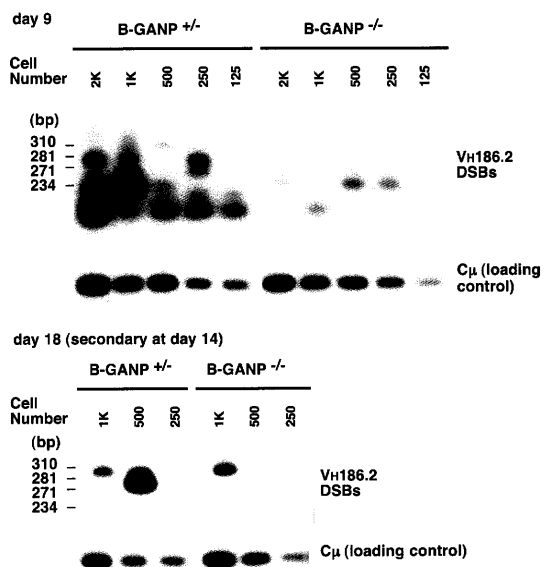 day 9
B-GANP +/- B-GANP -/-
Cell Number 2K 1K 500 250 125 2K 1K 500 250 125
(bp)
310
281
271
234
VH186.2 DSBs
Cμ (loading control)
day 18 (secondary at day 14)
B-GANP +/- B-GANP -/-
Cell Number 1K 500 250 1K 500 250
(bp)
310
281
271
234
VH186.2 DSBs
Cμ (loading control)